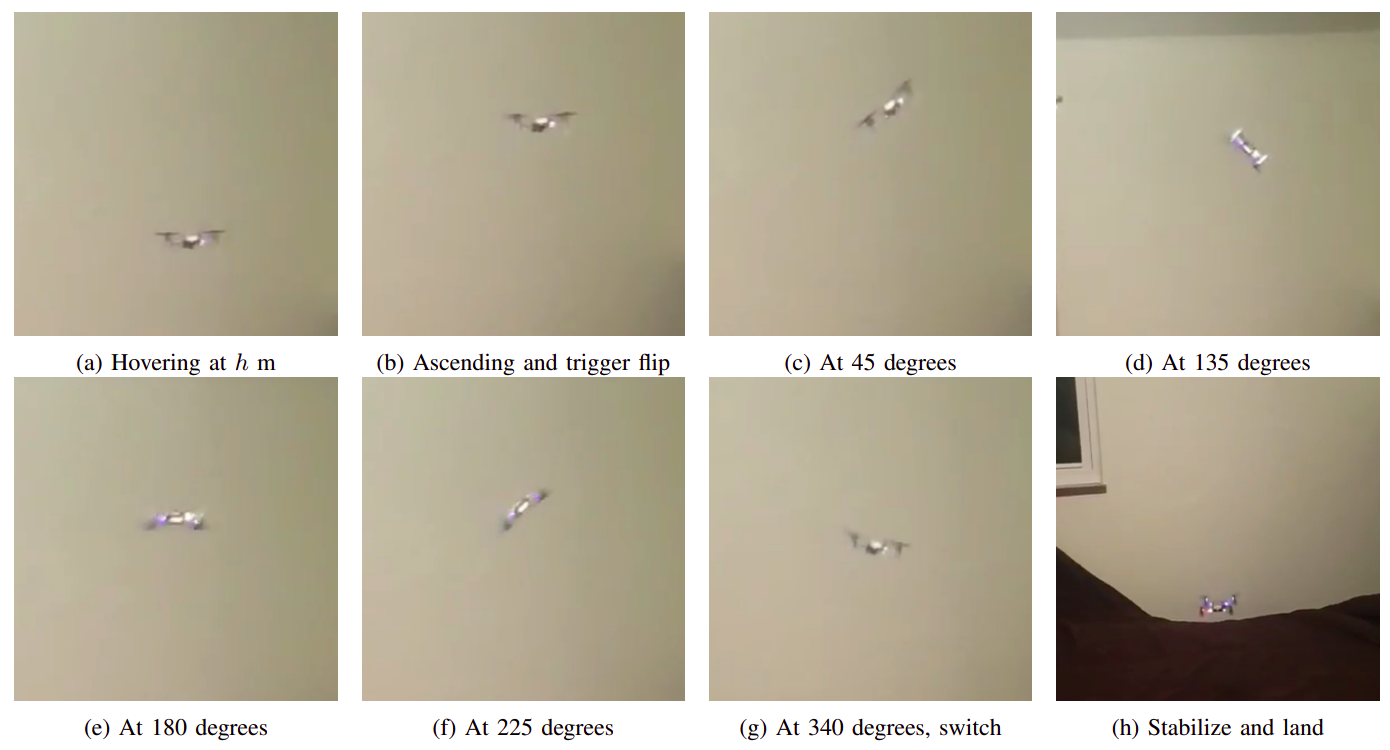 (a) Hovering at h m
(b) Ascending and trigger flip
(c) At 45 degrees
(d) At 135 degrees
(e) At 180 degrees
(f) At 225 degrees
(g) At 340 degrees, switch
(h) Stabilize and land